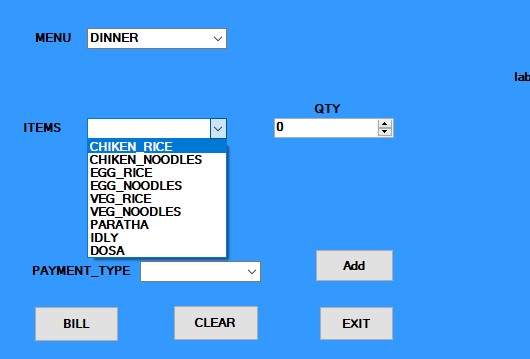 MENU DINNER
lab
QTY
ITEMS 0
CHIKEN_RICE
CHIKEN_NOODLES
EGG_RICE
EGG_NOODLES
VEG_RICE
VEG_NOODLES
PARATHA
IDLY
DOSA
PAYMENT_TYPE Add
BILL CLEAR EXIT